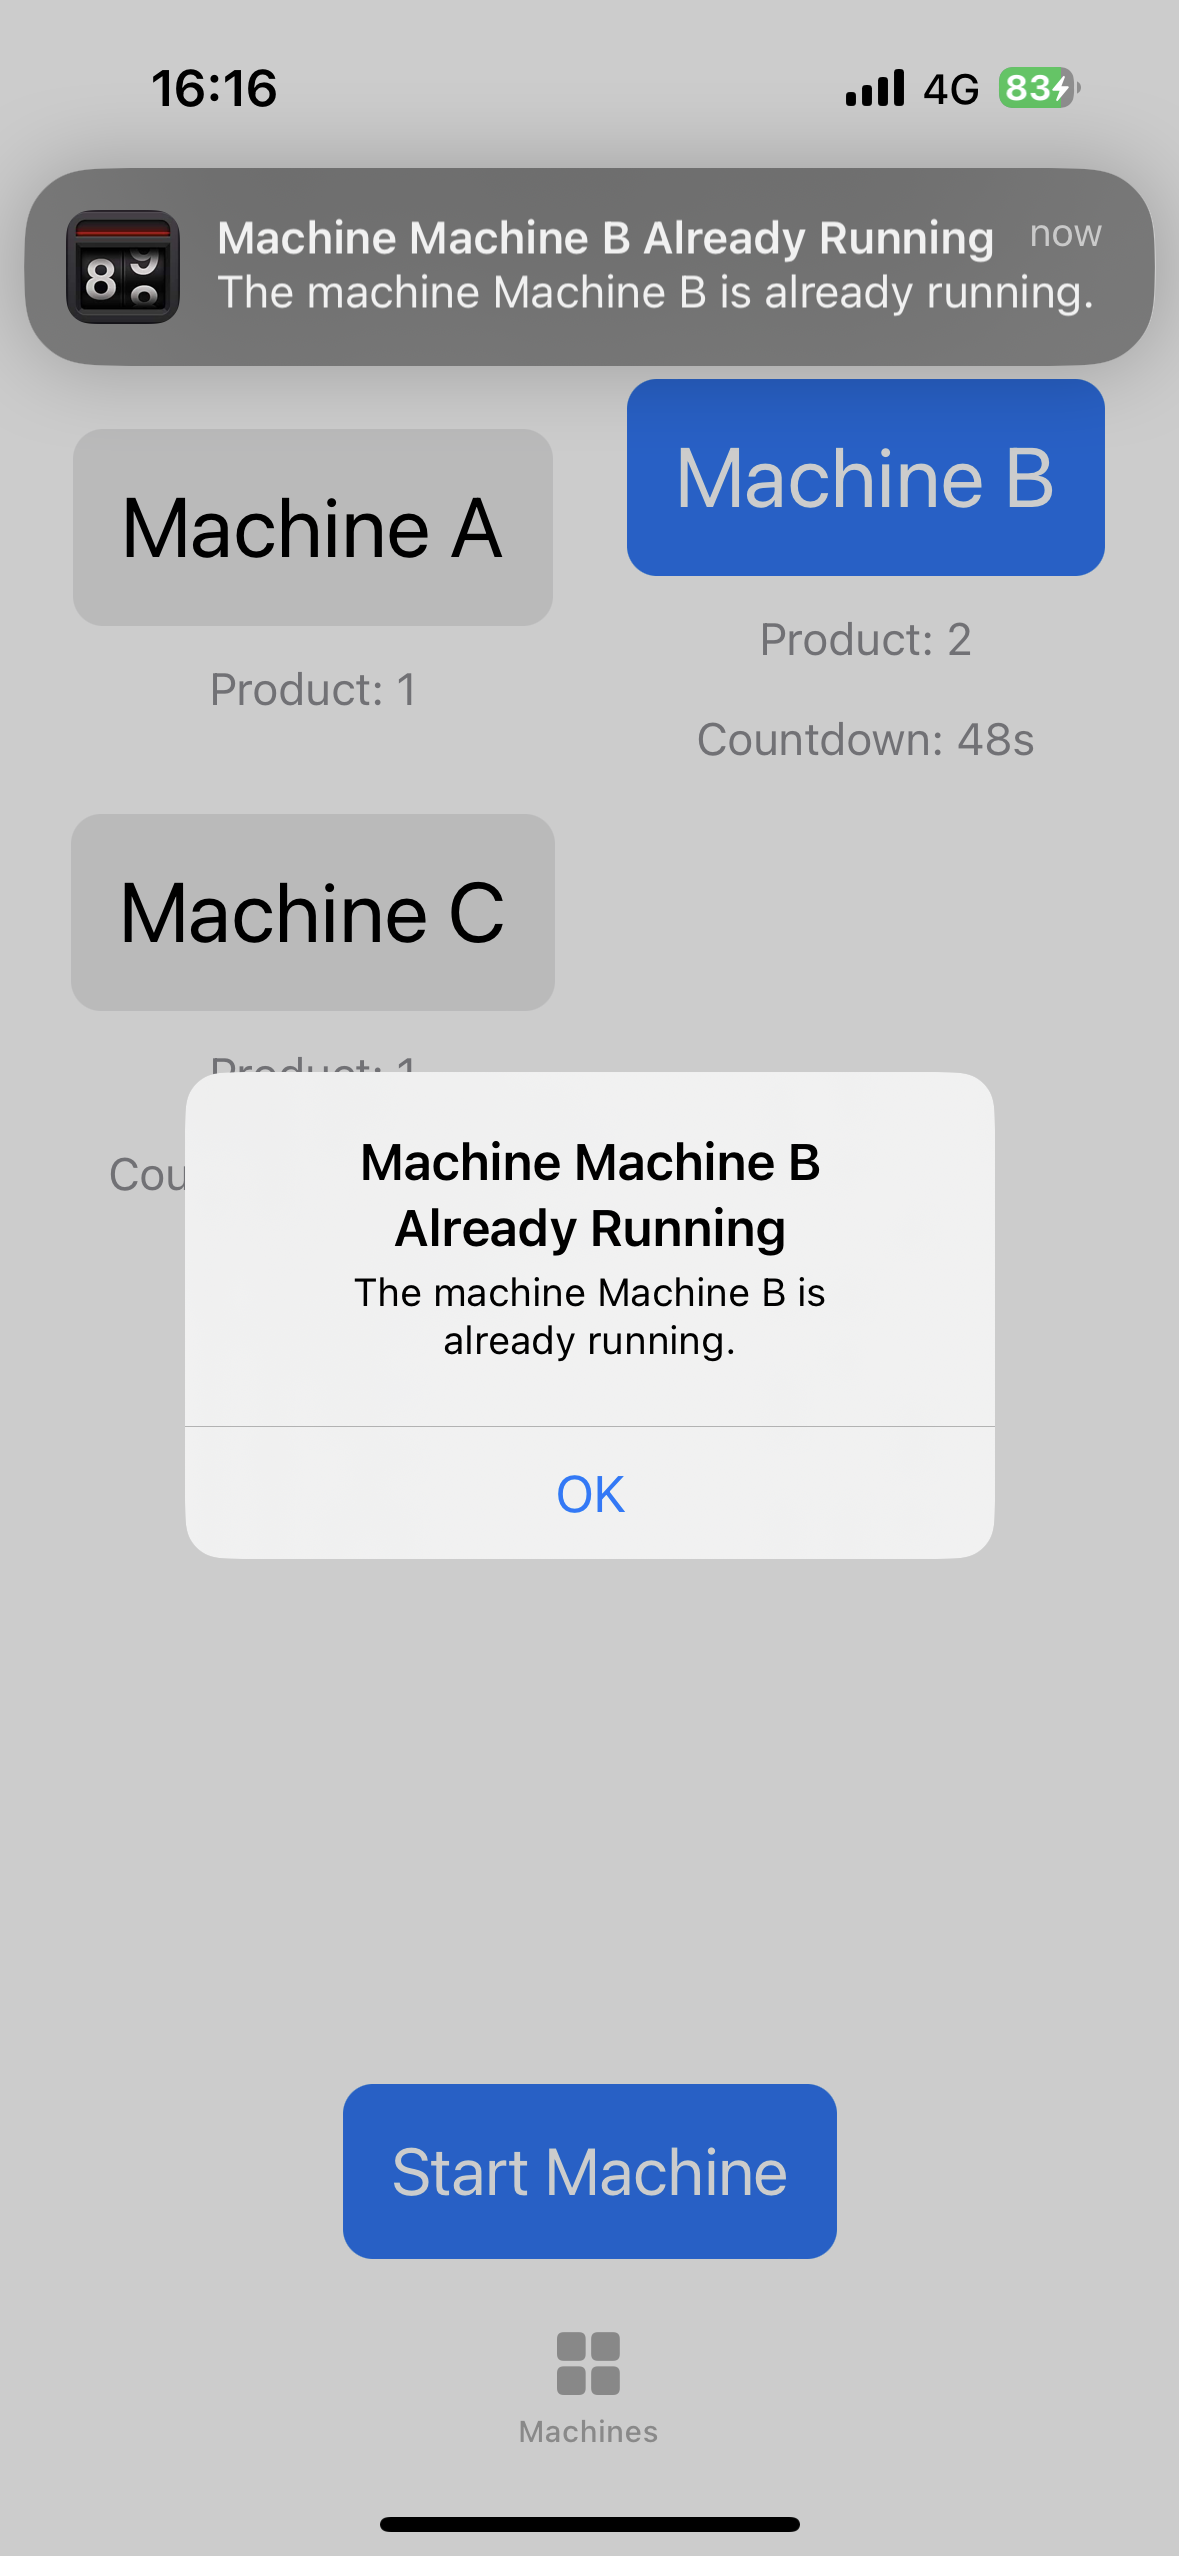 16:16
4G
83
Machine Machine B Already Running
now
The machine Machine B is already running.
8 9
Machine A
Machine B
Product: 1
Product: 2
Countdown: 48s
Machine C
Product: 1
Cou
Machine Machine B
Already Running
The machine Machine B is
already running.
OK
Start Machine
Machines